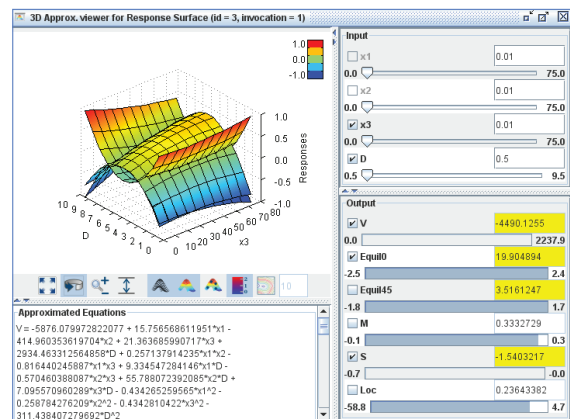 3D Approx. viewer for Response Surface (id = 3, invocation = 1)
1.0
0.0
-1.0
1.0
0.5
0.0
-0.5
-1.0
Responses
10 9 8 7 6 5 4 3 2 1 0
D
0 10 20 30 40 50 60 70 80
x3
10
Approximated Equations
V = -5876.079972822077 + 15.756568611951*x1 -
414.960353619704*x2 + 21.363685990717*x3 +
2934.463312564858*D + 0.257137914235*x1*x2 -
0.816440245887*x1*x3 + 9.334547284146*x1*D -
0.570460388087*x2*x3 + 55.788072392085*x2*D +
7.095570960289*x3*D - 0.434265259565*x1^2 -
0.258784276209*x2^2 - 0.4342810422*x3^2 -
311.438407279692*D^2
Input
x1 0.01
0.0 75.0
x2 0.01
0.0 75.0
x3 0.01
0.0 75.0
D 0.5
0.5 9.5
Output
V -4490.1255
0.0 2237.9
Equil0 19.904894
-2.5 2.4
Equil45 3.5161247
-1.8 1.7
M 0.3332729
-0.1 0.3
S -1.5403217
-0.7 -0.0
Loc 0.23643382
-58.8 4.7